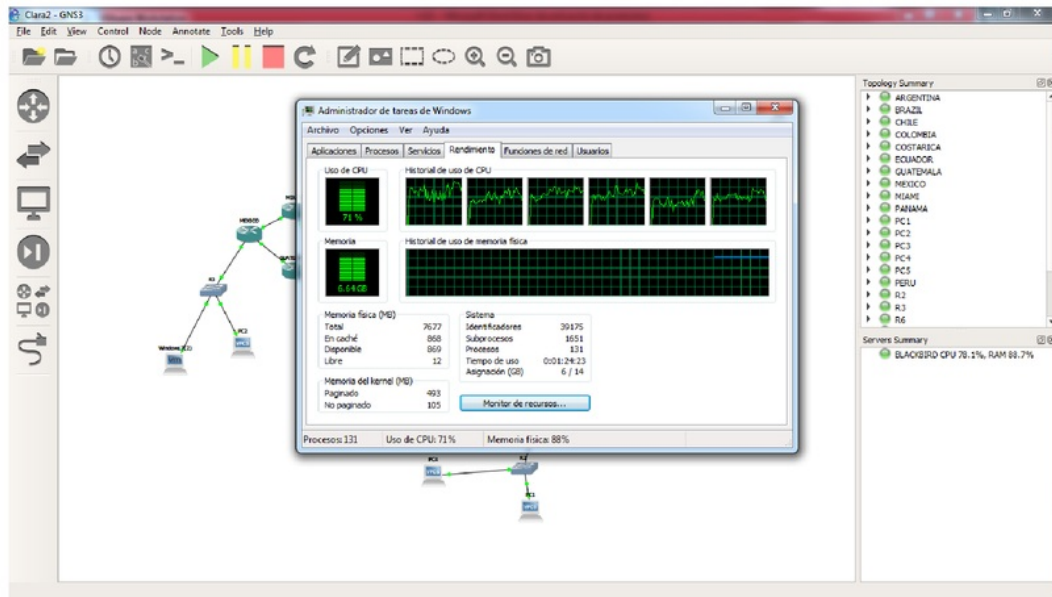 Clara2 - GNS3
File Edit View Control Node Annotate Tools Help
Topology Summary
ARGENTINA
BRAZIL
CHILE
COLOMBIA
COSTARICA
ECUADOR
GUATEMALA
MEXICO
MIAMI
PANAMA
PC1
PC2
PC3
PC4
PC5
PERU
R2
R3
R6
Servers Summary
BLACKBIRD CPU 78.1%, RAM 88.7%
Administrador de tareas de Windows
Archivo Opciones Ver Ayuda
Aplicaciones Procesos Servicios Rendimiento Funciones de red Usuarios
Uso de CPU
71 %
Historial de uso de CPU
Memoria
6.64 GB
Historial de uso de memoria física
Memoria física (MB)
Total 7677
En caché 868
Disponible 869
Libre 12
Memoria del kernel (MB)
Paginado 493
No paginado 105
Sistema
Identificadores 39175
Subprocesos 1651
Procesos 131
Tiempo de uso 0:01:24:23
Asignación (GB) 6 / 14
Monitor de recursos...
Procesos: 131 Uso de CPU: 71% Memoria física: 88%
MEXICO
PC2
PC1